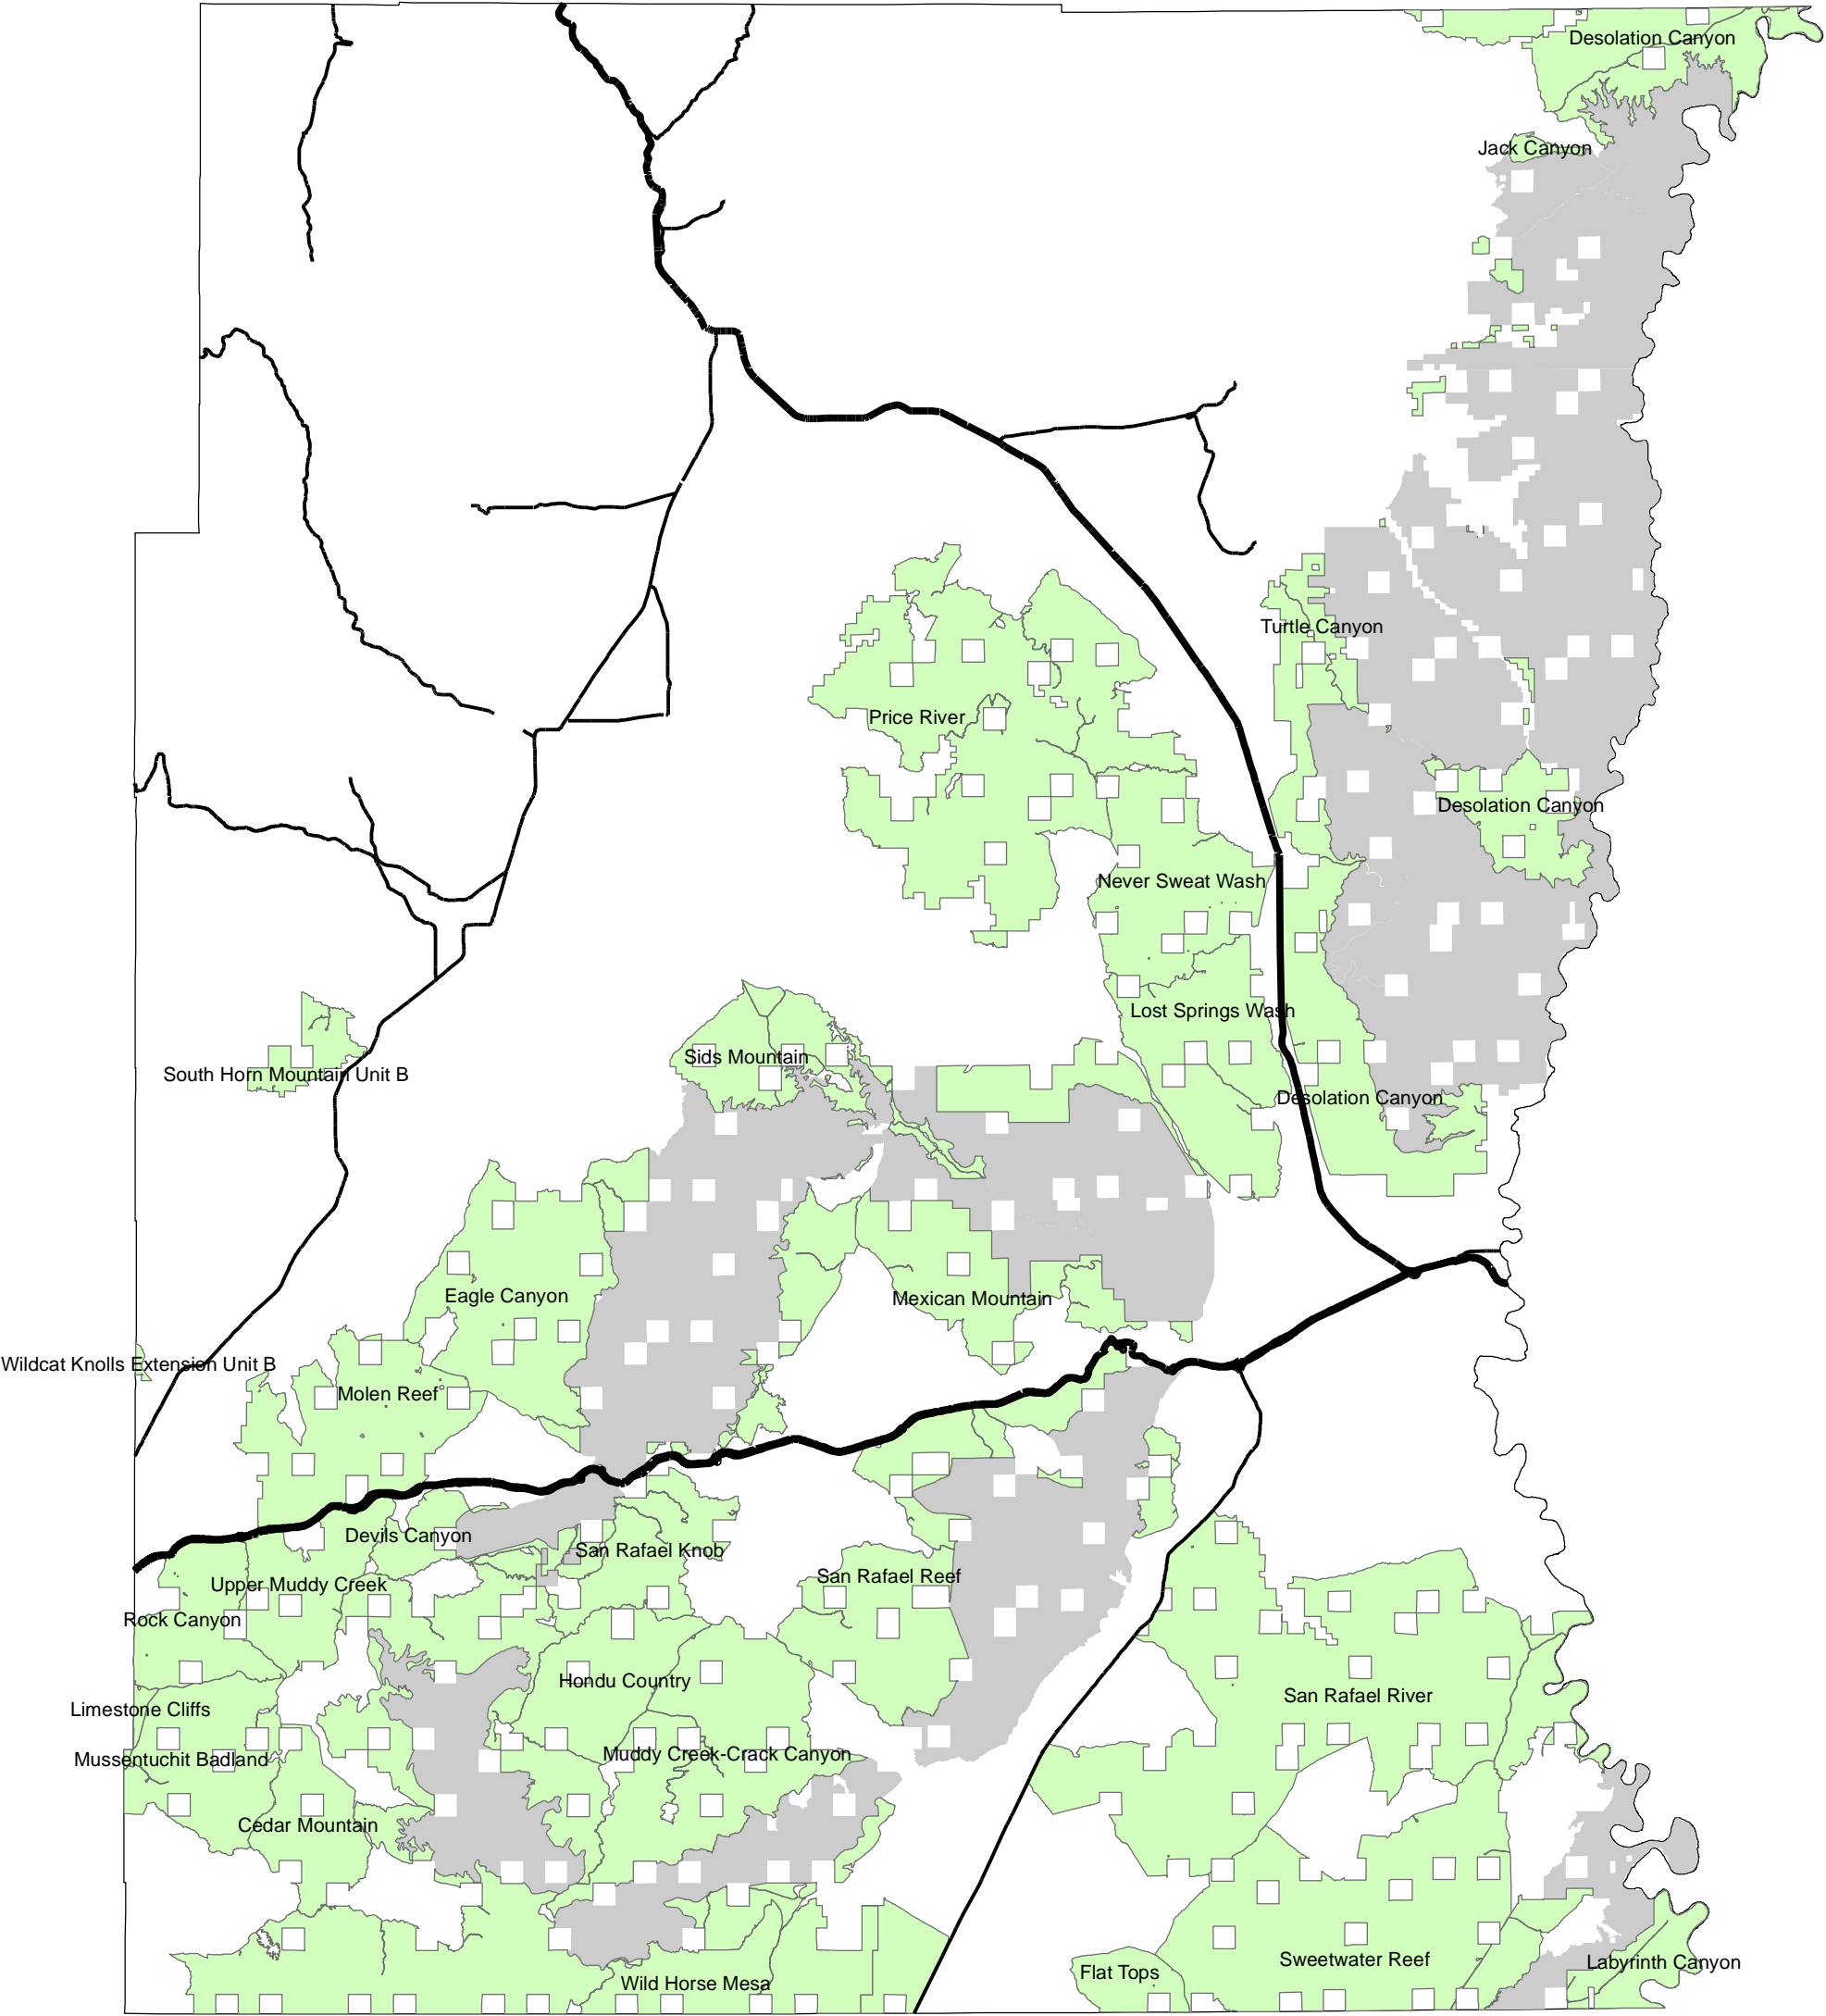 Desolation Canyon
Jack Canyon
Turtle Canyon
Price River
Desolation Canyon
Never Sweat Wash
Lost Springs Wash
Sids Mountain
South Horn Mountain Unit B
Desolation Canyon
Eagle Canyon
Mexican Mountain
Wildcat Knolls Extension Unit B
Molen Reef
Devils Canyon
San Rafael Knob
San Rafael Reef
Upper Muddy Creek
Rock Canyon
Hondu Country
San Rafael River
Limestone Cliffs
Muddy Creek-Crack Canyon
Mussentuchit Badland
Cedar Mountain
Sweetwater Reef
Labyrinth Canyon
Flat Tops
Wild Horse Mesa